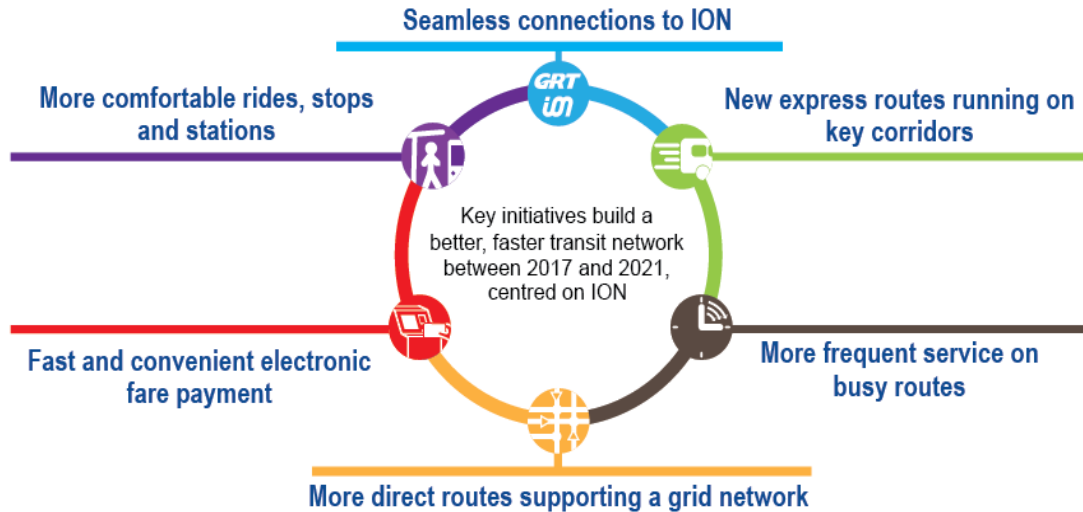 Seamless connections to ION
GRT
ion
More comfortable rides, stops
and stations
New express routes running on
key corridors
Key initiatives build a
better, faster transit network
between 2017 and 2021,
centred on ION
Fast and convenient electronic
fare payment
More frequent service on
busy routes
More direct routes supporting a grid network